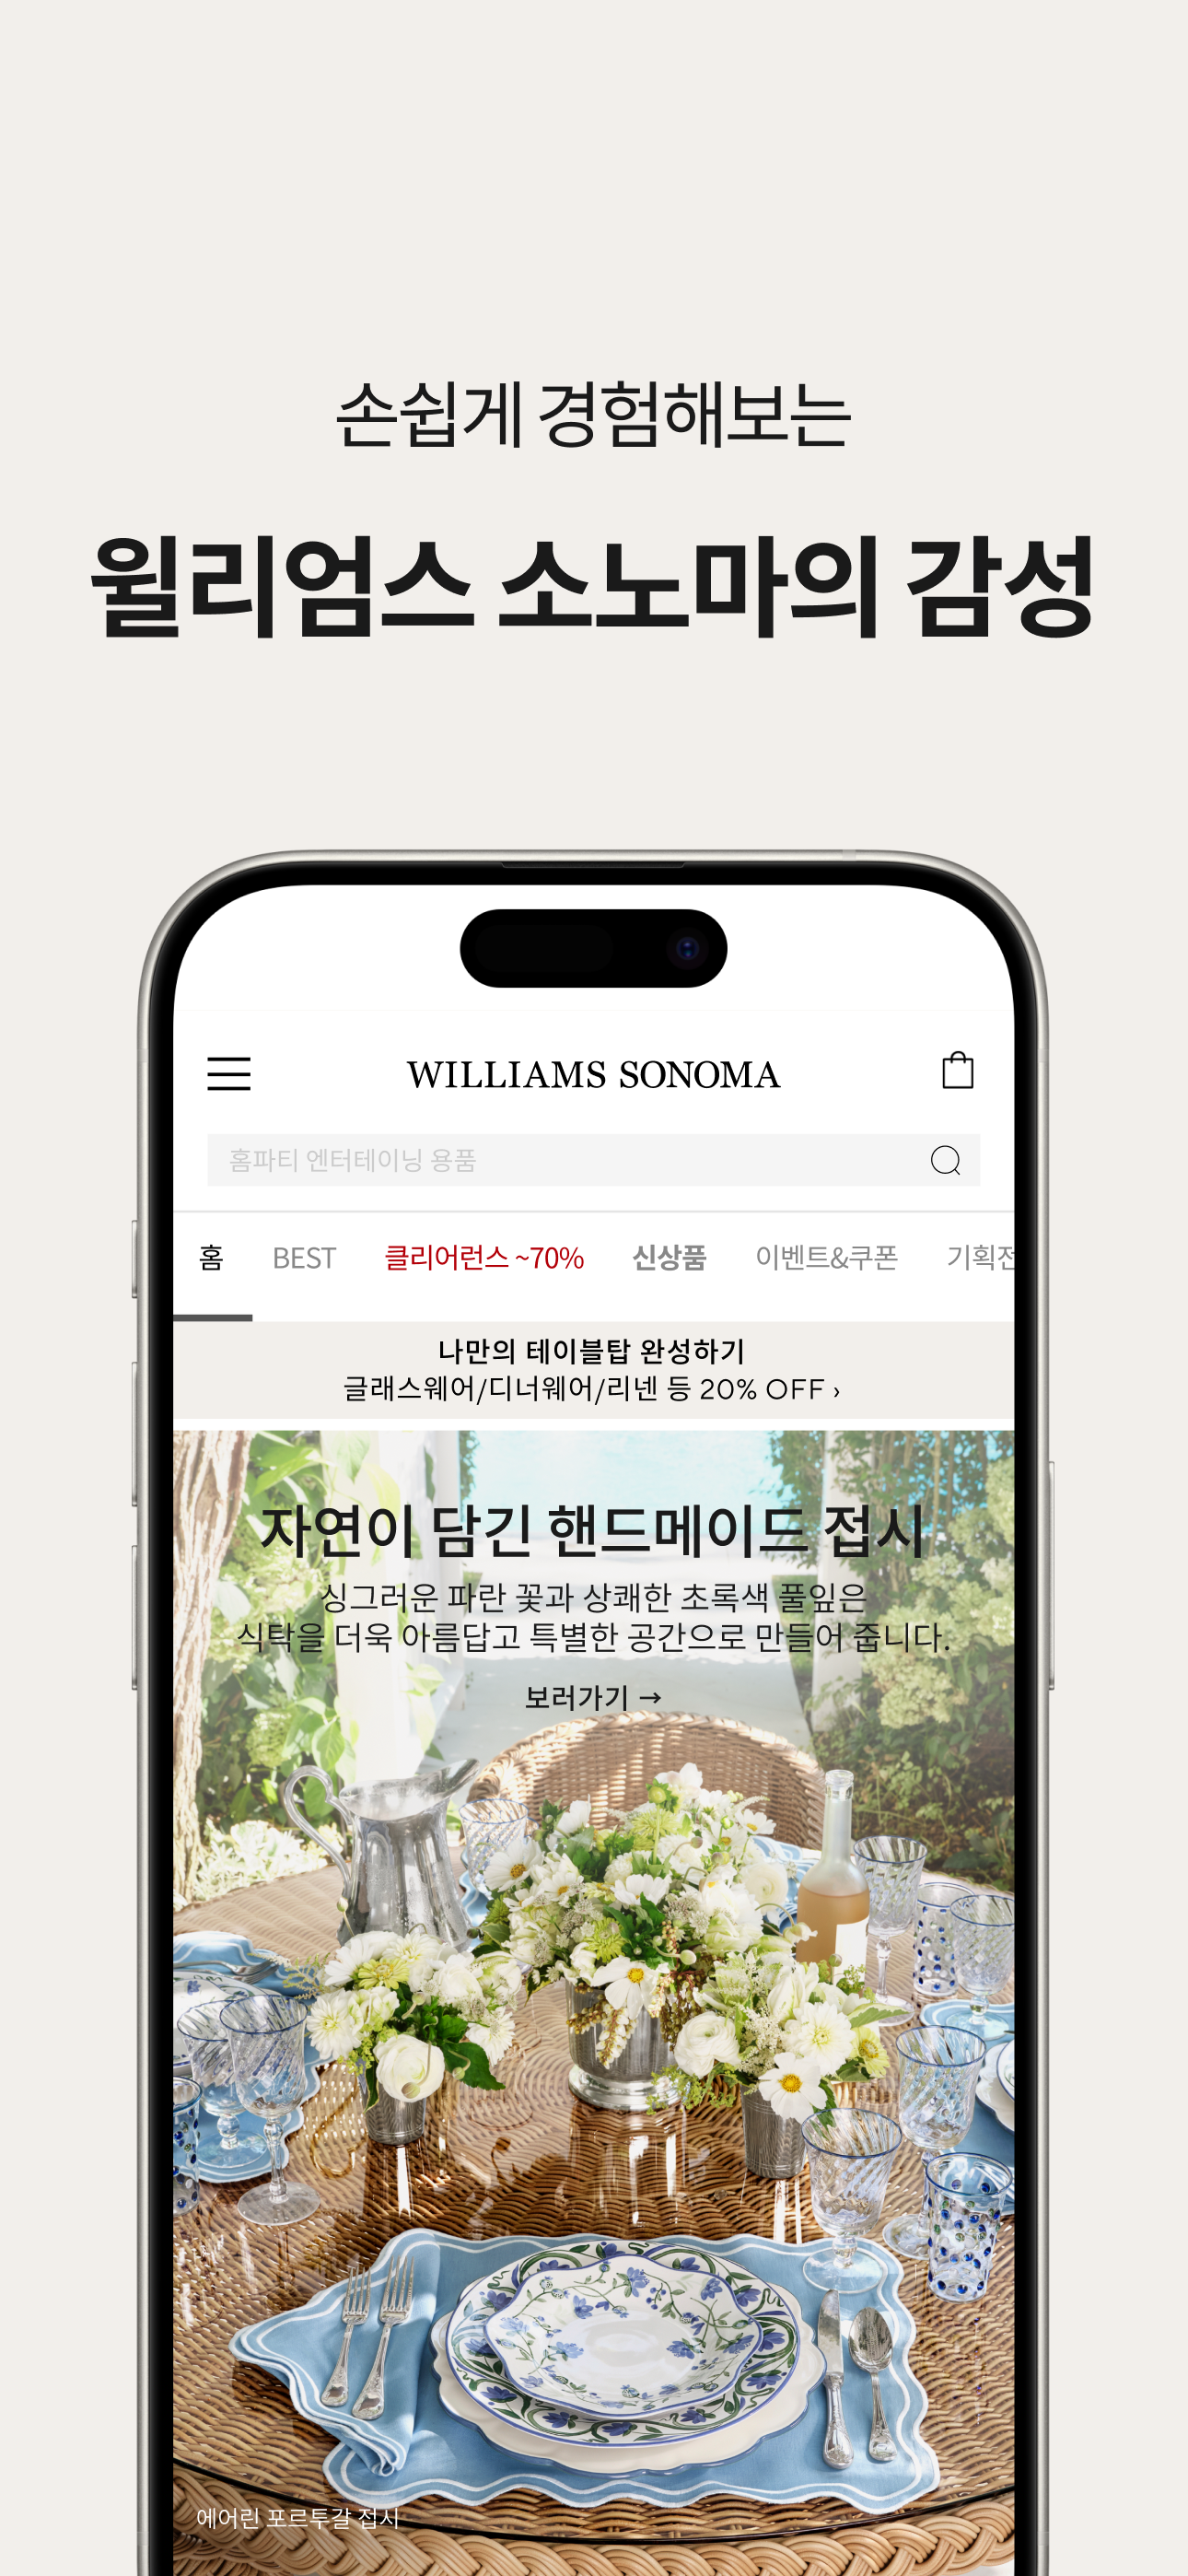 손쉽게 경험해보는
윌리엄스 소노마의 감성
WILLIAMS SONOMA
홈파티 엔터테이닝 용품
홈 BEST 클리어런스 ~70% 신상품 이벤트&쿠폰 기획전
나만의 테이블탑 완성하기
글래스웨어/디너웨어/리넨 등 20% OFF ›
자연이 담긴 핸드메이드 접시
싱그러운 파란 꽃과 상쾌한 초록색 풀잎은
식탁을 더욱 아름답고 특별한 공간으로 만들어 줍니다.
보러가기 →
에어린 포르투갈 접시